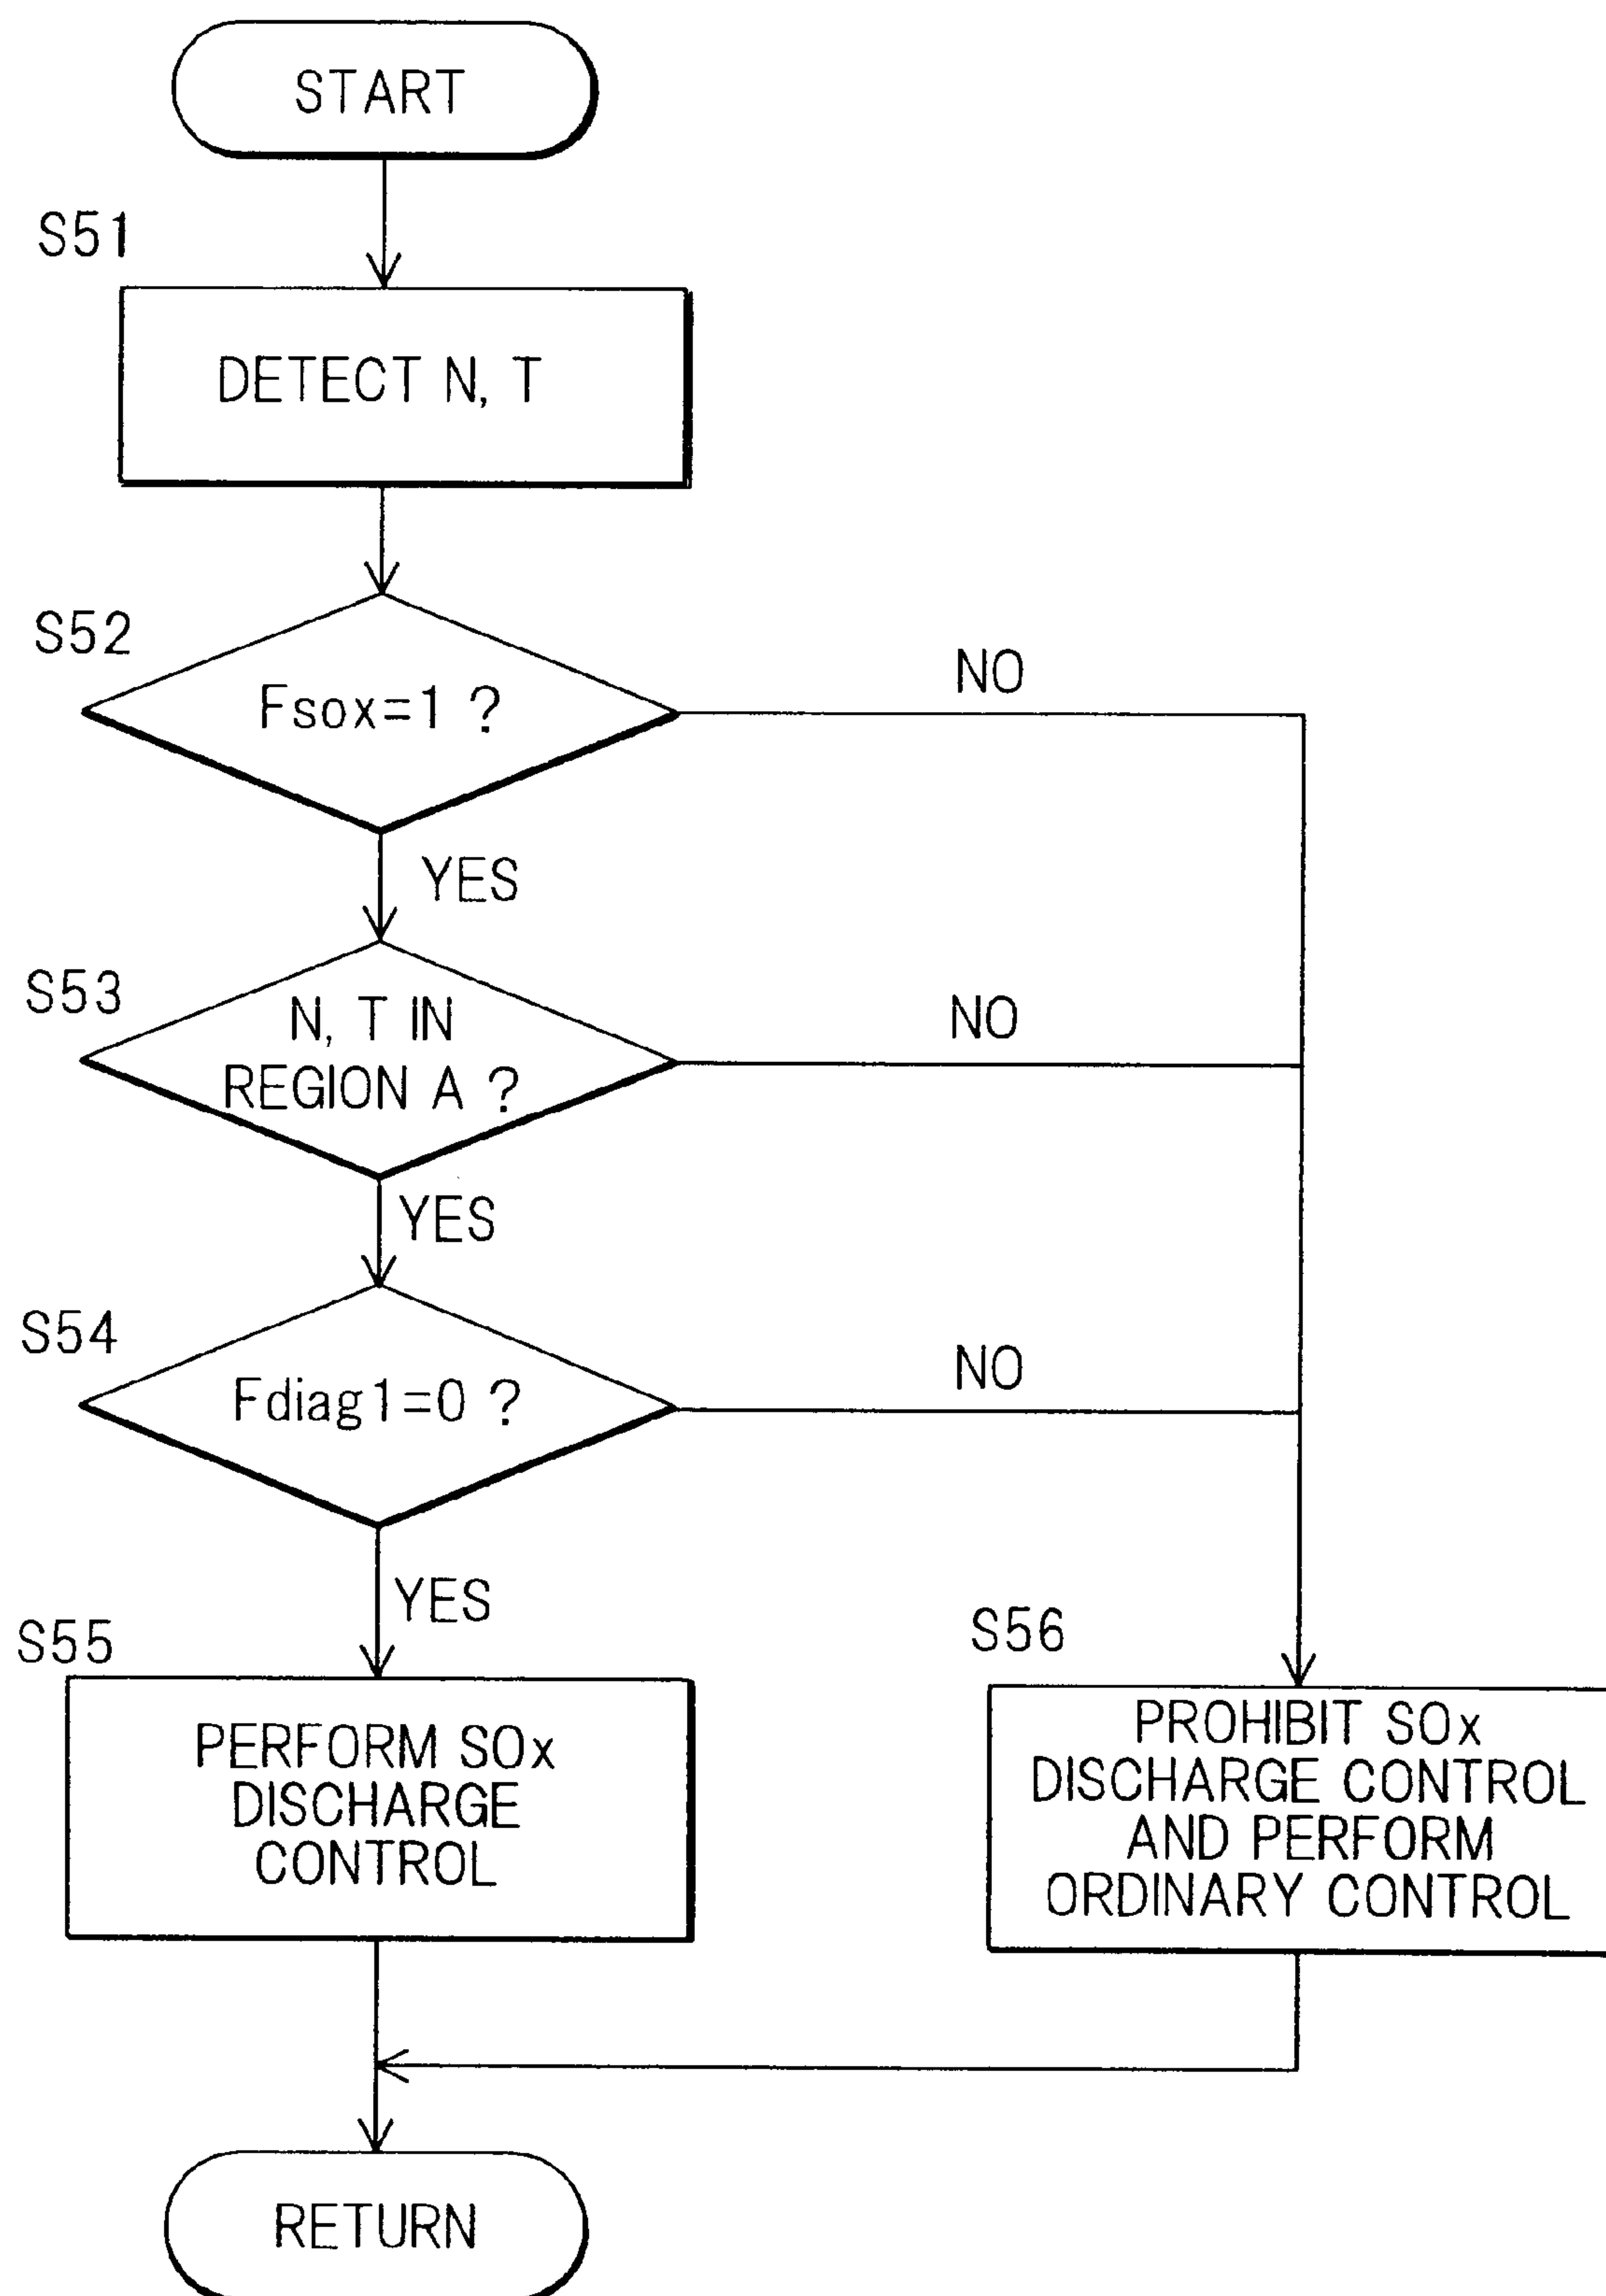 START
S51
DETECT N, T
S52
Fsox=1 ?
NO
YES
S53
N, T IN
REGION A ?
NO
YES
S54
Fdiag1=0 ?
NO
YES
S55
PERFORM SOx
DISCHARGE
CONTROL
S56
PROHIBIT SOx
DISCHARGE CONTROL
AND PERFORM
ORDINARY CONTROL
RETURN